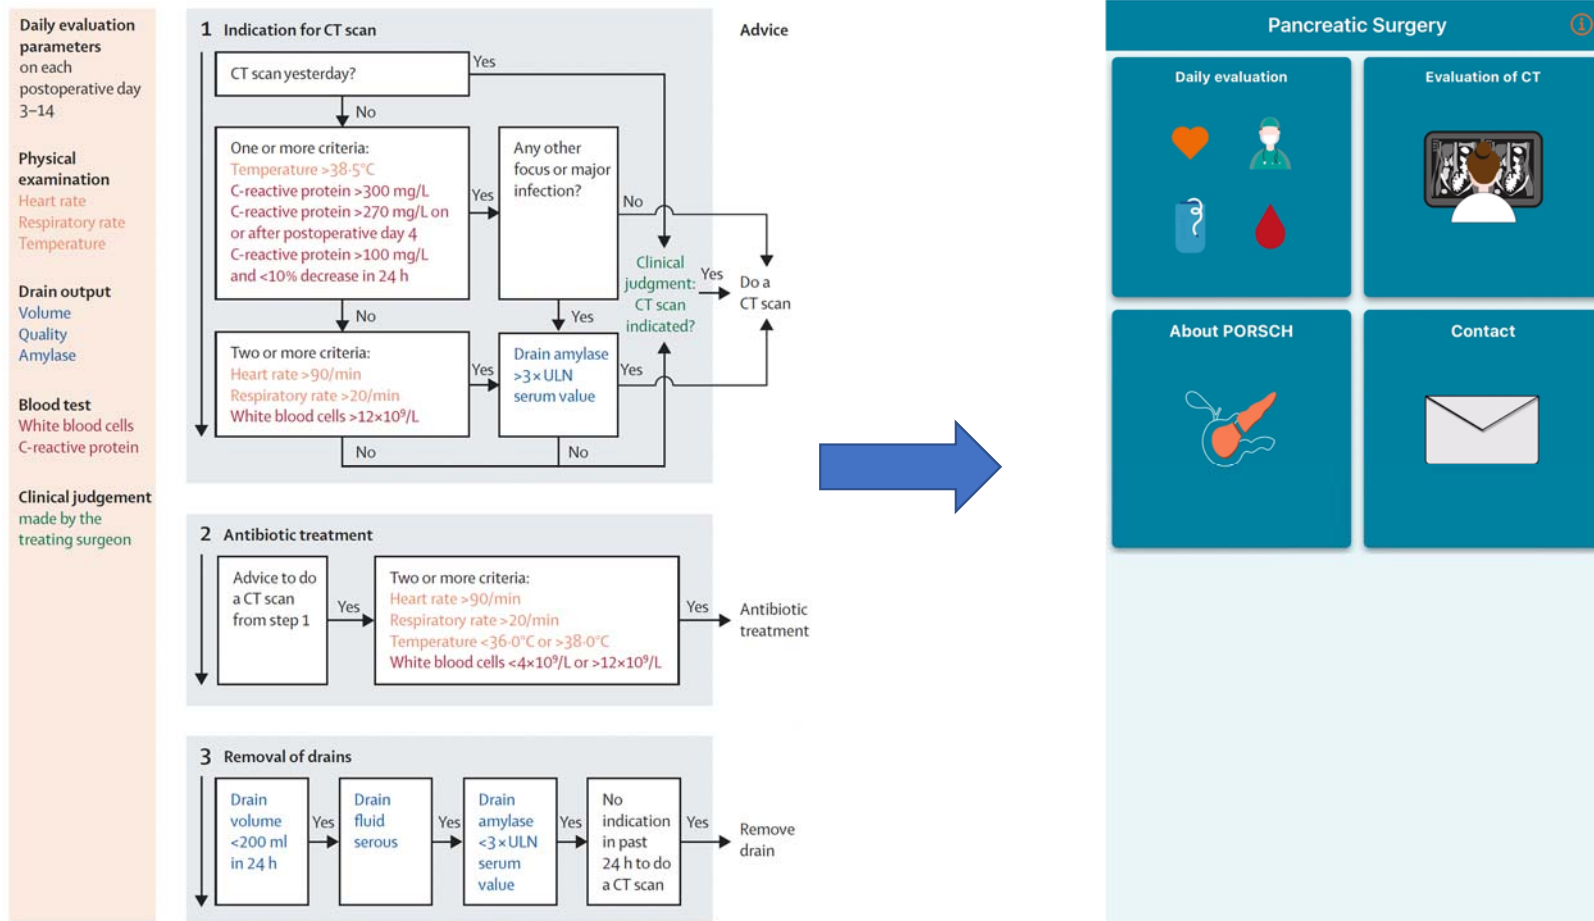 Daily evaluation
parameters
on each
postoperative day
3–14
Physical
examination
Heart rate
Respiratory rate
Temperature
Drain output
Volume
Quality
Amylase
Blood test
White blood cells
C-reactive protein
Clinical judgement
made by the
treating surgeon
1 Indication for CT scan
Advice
CT scan yesterday?
Yes
No
One or more criteria:
Temperature >38·5°C
C-reactive protein >300 mg/L
C-reactive protein >270 mg/L on
or after postoperative day 4
C-reactive protein >100 mg/L
and <10% decrease in 24 h
Yes
Any other
focus or major
infection?
No
Clinical
judgment:
CT scan
indicated?
Yes
Do a
CT scan
No
Yes
Two or more criteria:
Heart rate >90/min
Respiratory rate >20/min
White blood cells >12×10⁹/L
Yes
Drain amylase
>3×ULN
serum value
Yes
No
No
2 Antibiotic treatment
Advice to do
a CT scan
from step 1
Yes
Two or more criteria:
Heart rate >90/min
Respiratory rate >20/min
Temperature <36·0°C or >38·0°C
White blood cells <4×10⁹/L or >12×10⁹/L
Yes
Antibiotic
treatment
3 Removal of drains
Drain
volume
<200 ml
in 24 h
Yes
Drain
fluid
serous
Yes
Drain
amylase
<3×ULN
serum
value
Yes
No
indication
in past
24 h to do
a CT scan
Yes
Remove
drain
Pancreatic Surgery
i
Daily evaluation
Evaluation of CT
About PORSCH
Contact